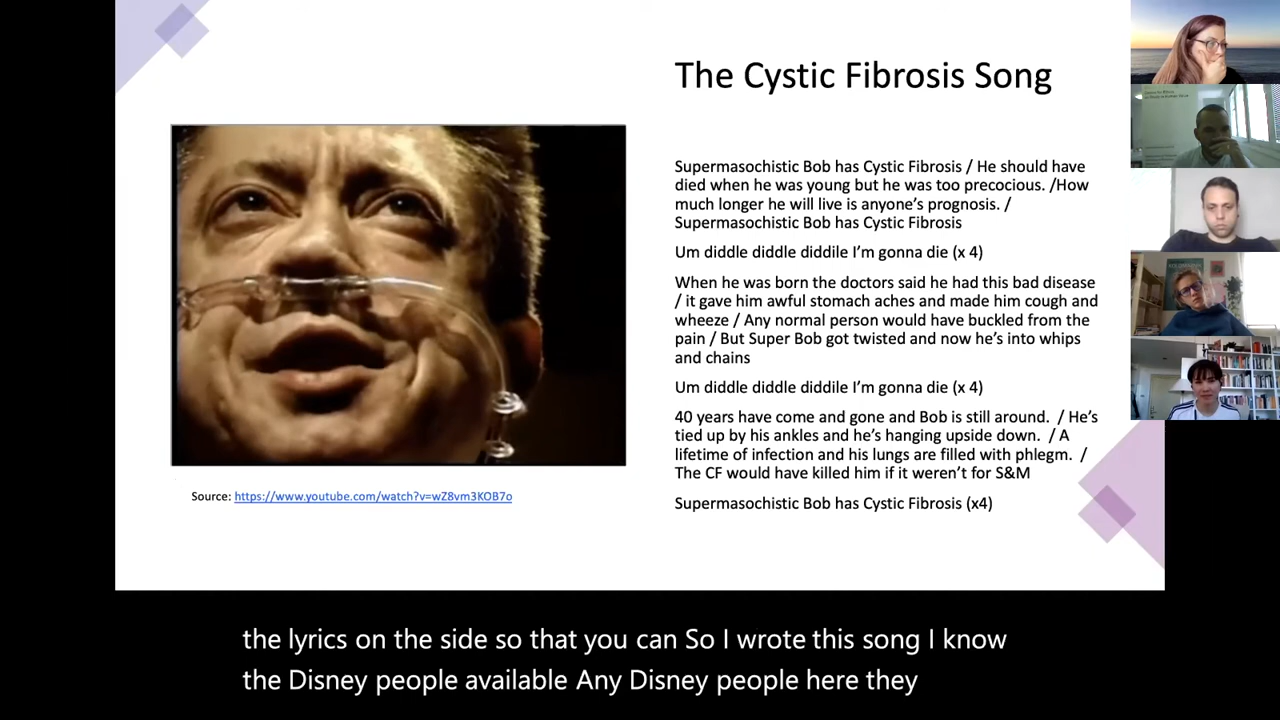 The Cystic Fibrosis Song
Supermasochistic Bob has Cystic Fibrosis / He should have
died when he was young but he was too precocious. /How
much longer he will live is anyone's prognosis. /
Supermasochistic Bob has Cystic Fibrosis
Um diddle diddle diddile I'm gonna die (x 4)
When he was born the doctors said he had this bad disease
/ it gave him awful stomach aches and made him cough and
wheeze / Any normal person would have buckled from the
pain / But Super Bob got twisted and now he's into whips
and chains
Um diddle diddle diddile I'm gonna die (x 4)
40 years have come and gone and Bob is still around. / He's
tied up by his ankles and he's hanging upside down. / A
lifetime of infection and his lungs are filled with phlegm. /
The CF would have killed him if it weren't for S&M
Supermasochistic Bob has Cystic Fibrosis (x4)
Source: https://www.youtube.com/watch?v=wZ8vm3KOB7o
the lyrics on the side so that you can So I wrote this song I know
the Disney people available Any Disney people here they